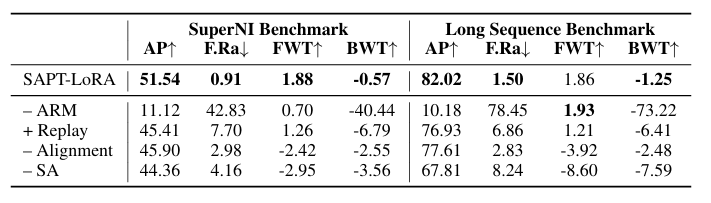 SuperNI Benchmark Long Sequence Benchmark
AP↑ F.Ra↓ FWT↑ BWT↑ AP↑ F.Ra↓ FWT↑ BWT↑
SAPT-LoRA 51.54 0.91 1.88 -0.57 82.02 1.50 1.86 -1.25
– ARM 11.12 42.83 0.70 -40.44 10.18 78.45 1.93 -73.22
+ Replay 45.41 7.70 1.26 -6.79 76.93 6.86 1.21 -6.41
– Alignment 45.90 2.98 -2.42 -2.55 77.61 2.83 -3.92 -2.48
– SA 44.36 4.16 -2.95 -3.56 67.81 8.24 -8.60 -7.59